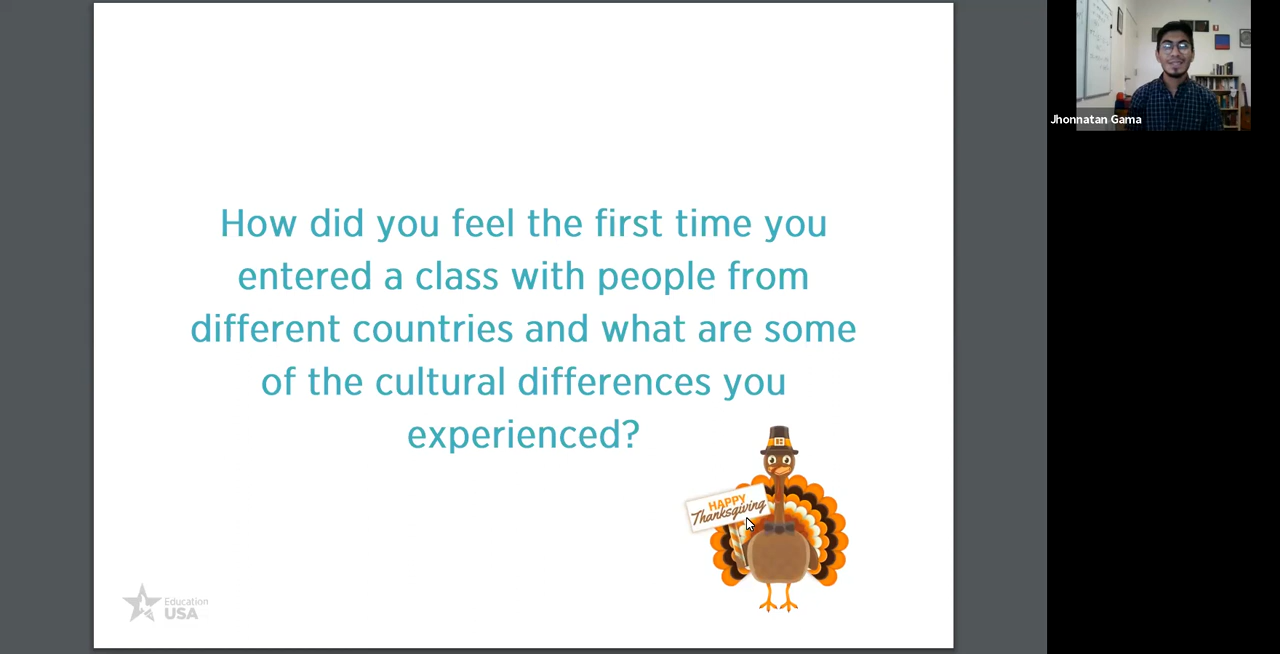 How did you feel the first time you
entered a class with people from
different countries and what are some
of the cultural differences you
experienced?
HAPPY
Thanksgiving
Education
USA
Jhonnatan Gama